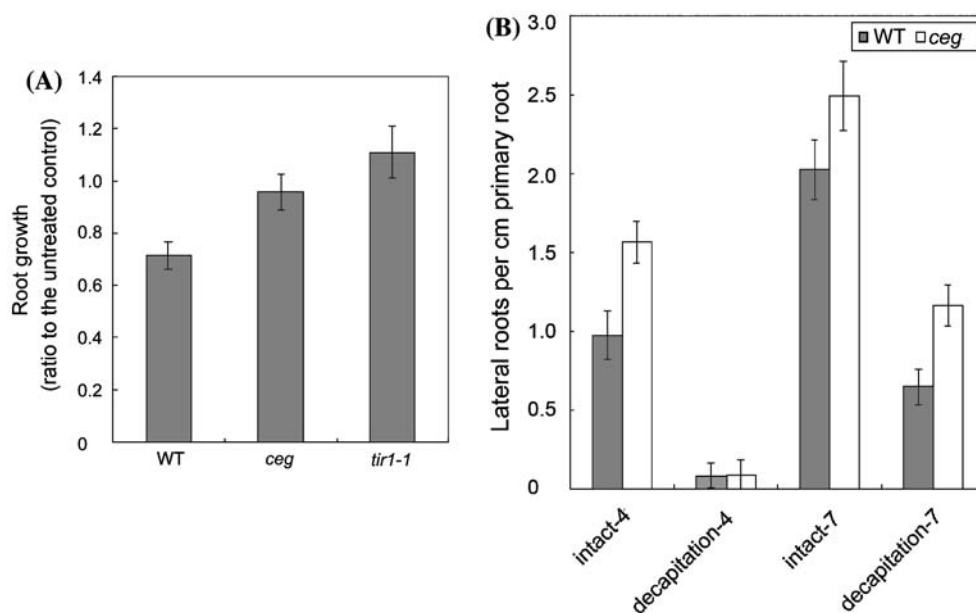 (A)
Root growth
(ratio to the untreated control)
1.4
1.2
1.0
0.8
0.6
0.4
0.2
0
WT
ceg
tir1-1
(B)
Lateral roots per cm primary root
3.0
2.5
2.0
1.5
1.0
0.5
0
WT ceg
intact-4
decapitation-4
intact-7
decapitation-7